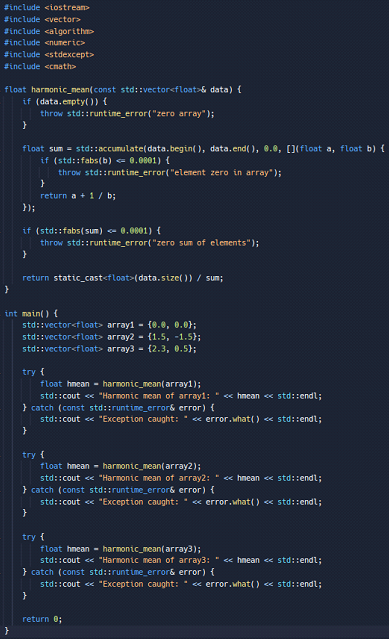 #include <iostream>
#include <vector>
#include <algorithm>
#include <numeric>
#include <stdexcept>
#include <cmath>

float harmonic_mean(const std::vector<float>& data) {
    if (data.empty()) {
        throw std::runtime_error("zero array");
    }

    float sum = std::accumulate(data.begin(), data.end(), 0.0, [](float a, float b) {
        if (std::fabs(b) <= 0.0001) {
            throw std::runtime_error("element zero in array");
        }
        return a + 1 / b;
    });

    if (std::fabs(sum) <= 0.0001) {
        throw std::runtime_error("zero sum of elements");
    }

    return static_cast<float>(data.size()) / sum;
}

int main() {
    std::vector<float> array1 = {0.0, 0.0};
    std::vector<float> array2 = {1.5, -1.5};
    std::vector<float> array3 = {2.3, 0.5};

    try {
        float hmean = harmonic_mean(array1);
        std::cout << "Harmonic mean of array1: " << hmean << std::endl;
    } catch (const std::runtime_error& error) {
        std::cout << "Exception caught: " << error.what() << std::endl;
    }

    try {
        float hmean = harmonic_mean(array2);
        std::cout << "Harmonic mean of array2: " << hmean << std::endl;
    } catch (const std::runtime_error& error) {
        std::cout << "Exception caught: " << error.what() << std::endl;
    }

    try {
        float hmean = harmonic_mean(array3);
        std::cout << "Harmonic mean of array3: " << hmean << std::endl;
    } catch (const std::runtime_error& error) {
        std::cout << "Exception caught: " << error.what() << std::endl;
    }

    return 0;
}